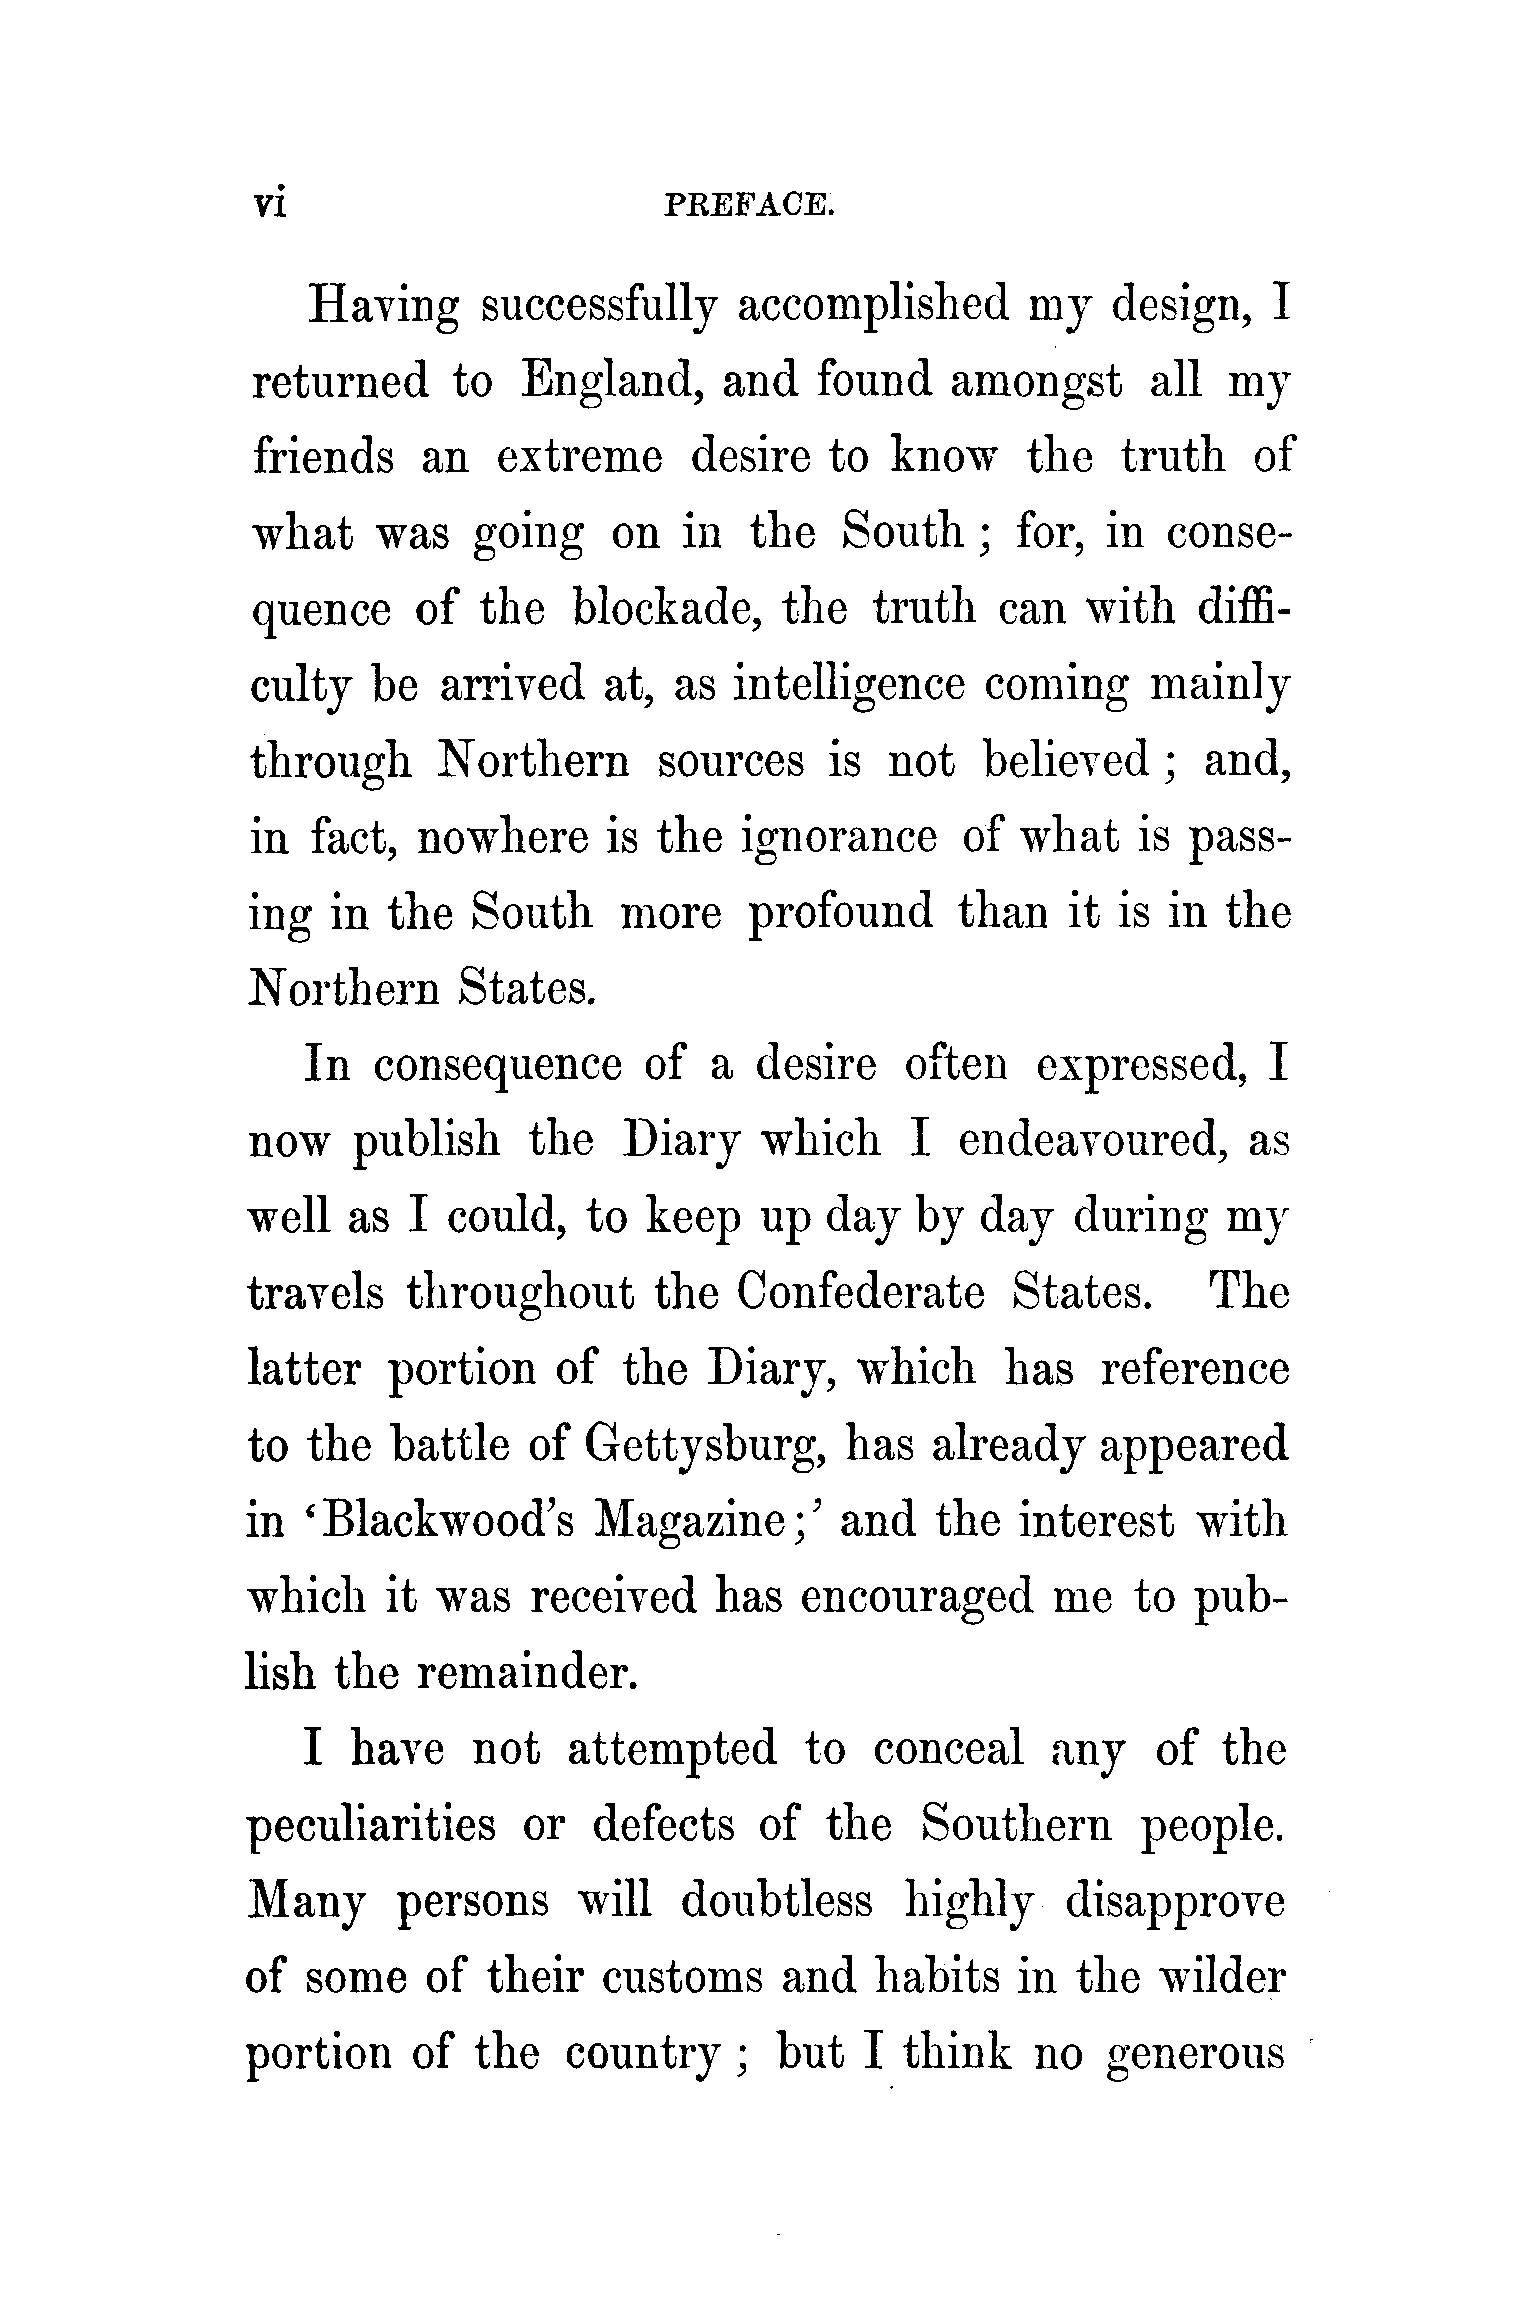 vi PREFACE.
Having successfully accomplished my design, I
returned to England, and found amongst all my
friends an extreme desire to know the truth of
what was going on in the South ; for, in conse-
quence of the blockade, the truth can with diffi-
culty be arrived at, as intelligence coming mainly
through Northern sources is not believed ; and,
in fact, nowhere is the ignorance of what is pass-
ing in the South more profound than it is in the
Northern States.
In consequence of a desire often expressed, I
now publish the Diary which I endeavoured, as
well as I could, to keep up day by day during my
travels throughout the Confederate States. The
latter portion of the Diary, which has reference
to the battle of Gettysburg, has already appeared
in ‘Blackwood’s Magazine;’ and the interest with
which it was received has encouraged me to pub-
lish the remainder.
I have not attempted to conceal any of the
peculiarities or defects of the Southern people.
Many persons will doubtless highly disapprove
of some of their customs and habits in the wilder
portion of the country ; but I think no generous